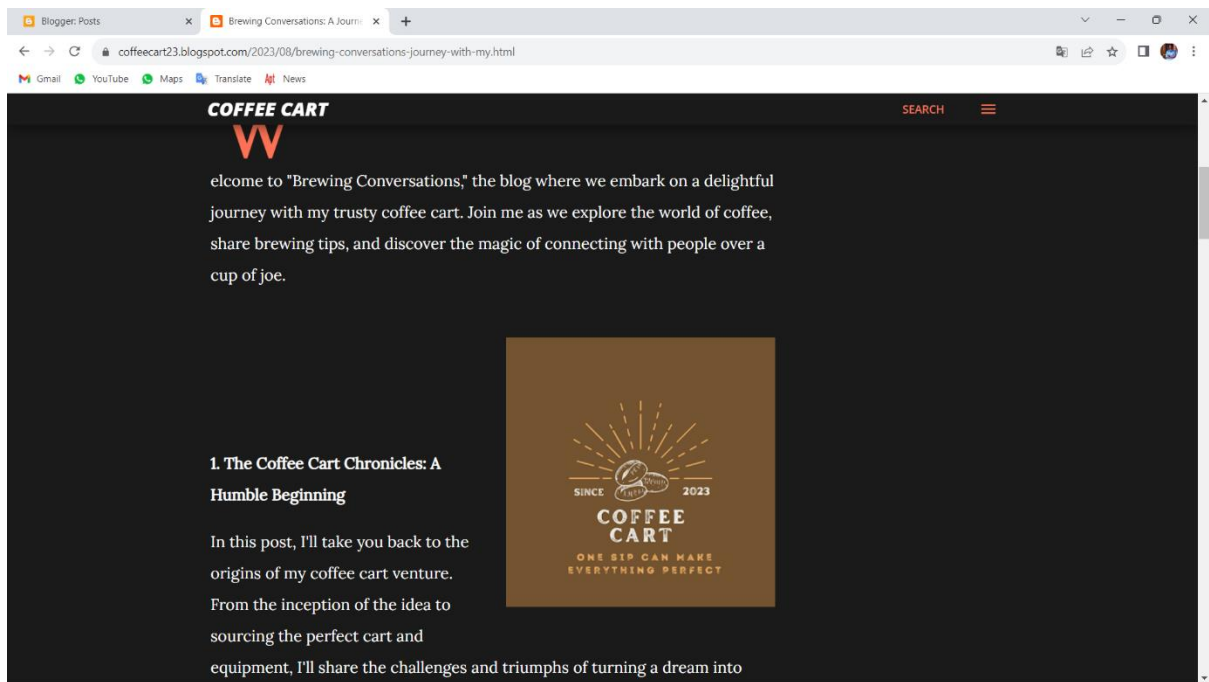 Blogger: Posts
Brewing Conversations: A Journe
coffeecart23.blogspot.com/2023/08/brewing-conversations-journey-with-my.html
Gmail YouTube Maps Translate News
COFFEE CART
SEARCH
W
elcome to "Brewing Conversations," the blog where we embark on a delightful
journey with my trusty coffee cart. Join me as we explore the world of coffee,
share brewing tips, and discover the magic of connecting with people over a
cup of joe.
SINCE 2023
COFFEE
CART
ONE SIP CAN MAKE
EVERYTHING PERFECT
1. The Coffee Cart Chronicles: A
Humble Beginning
In this post, I'll take you back to the
origins of my coffee cart venture.
From the inception of the idea to
sourcing the perfect cart and
equipment, I'll share the challenges and triumphs of turning a dream into